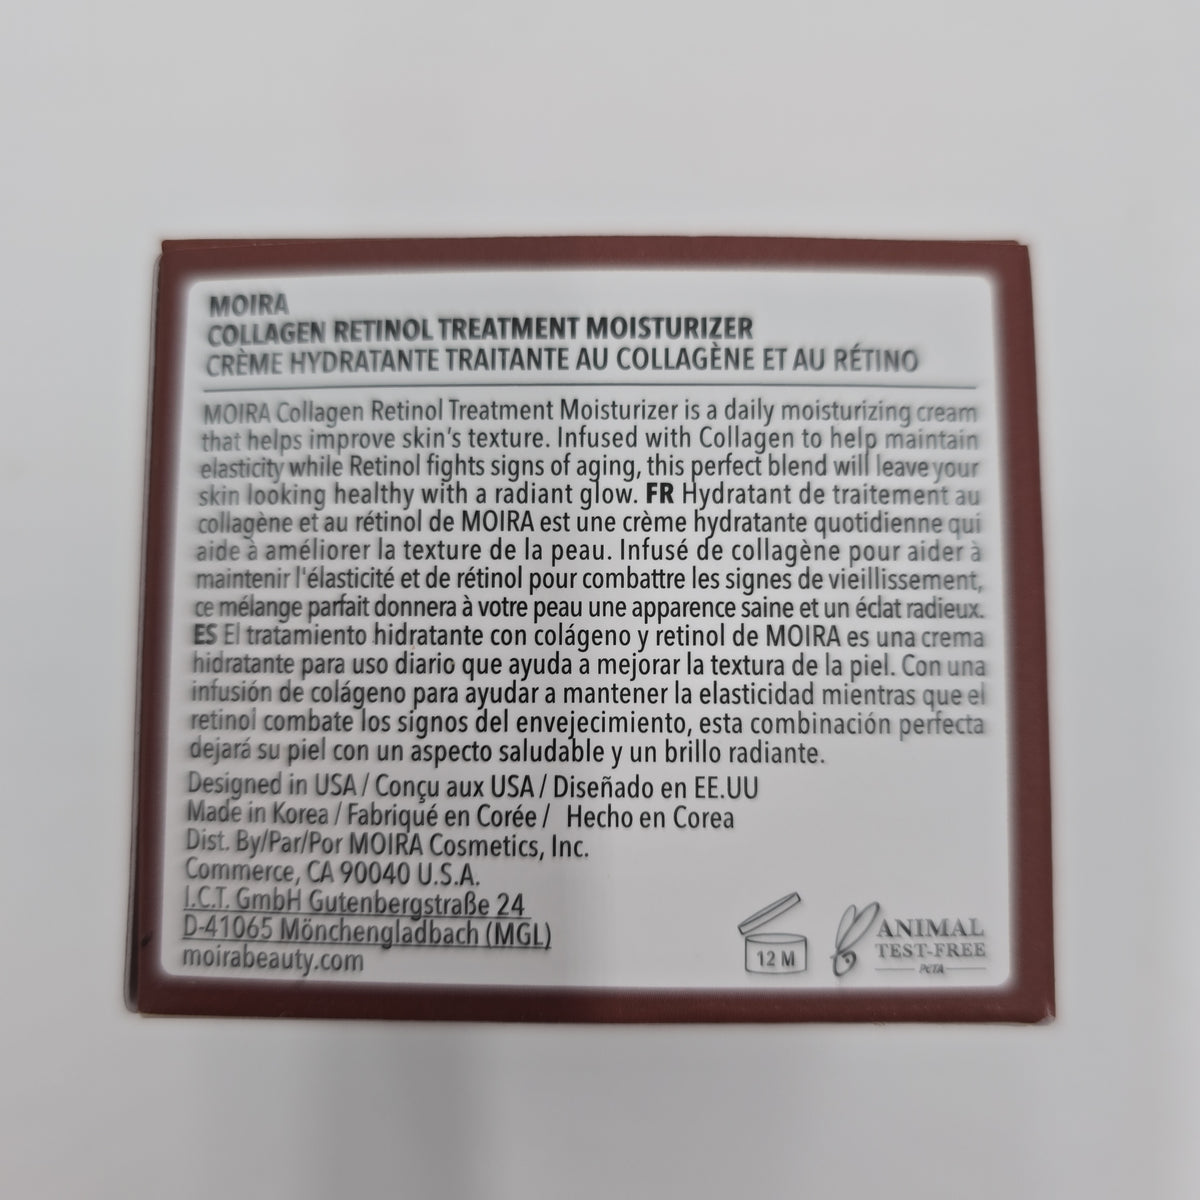 MOIRA
COLLAGEN RETINOL TREATMENT MOISTURIZER
CRÈME HYDRATANTE TRAITANTE AU COLLAGÈNE ET AU RÉTINO
MOIRA Collagen Retinol Treatment Moisturizer is a daily moisturizing cream
that helps improve skin's texture. Infused with Collagen to help maintain
elasticity while Retinol fights signs of aging, this perfect blend will leave your
skin looking healthy with a radiant glow. FR Hydratant de traitement au
collagène et au rétinol de MOIRA est une crème hydratante quotidienne qui
aide à améliorer la texture de la peau. Infusé de collagène pour aider à
maintenir l'élasticité et de rétinol pour combattre les signes de vieillissement,
ce mélange parfait donnera à votre peau une apparence saine et un éclat radieux.
ES El tratamiento hidratante con colágeno y retinol de MOIRA es una crema
hidratante para uso diario que ayuda a mejorar la textura de la piel. Con una
infusión de colágeno para ayudar a mantener la elasticidad mientras que el
retinol combate los signos del envejecimiento, esta combinación perfecta
dejará su piel con un aspecto saludable y un brillo radiante.
Designed in USA / Conçu aux USA / Diseñado en EE.UU
Made in Korea / Fabriqué en Corée / Hecho en Corea
Dist. By/Par/Por MOIRA Cosmetics, Inc.
Commerce, CA 90040 U.S.A.
I.C.T. GmbH Gutenbergstraße 24
D-41065 Mönchengladbach (MGL)
moirabeauty.com
12 M
ANIMAL
TEST-FREE
PETA